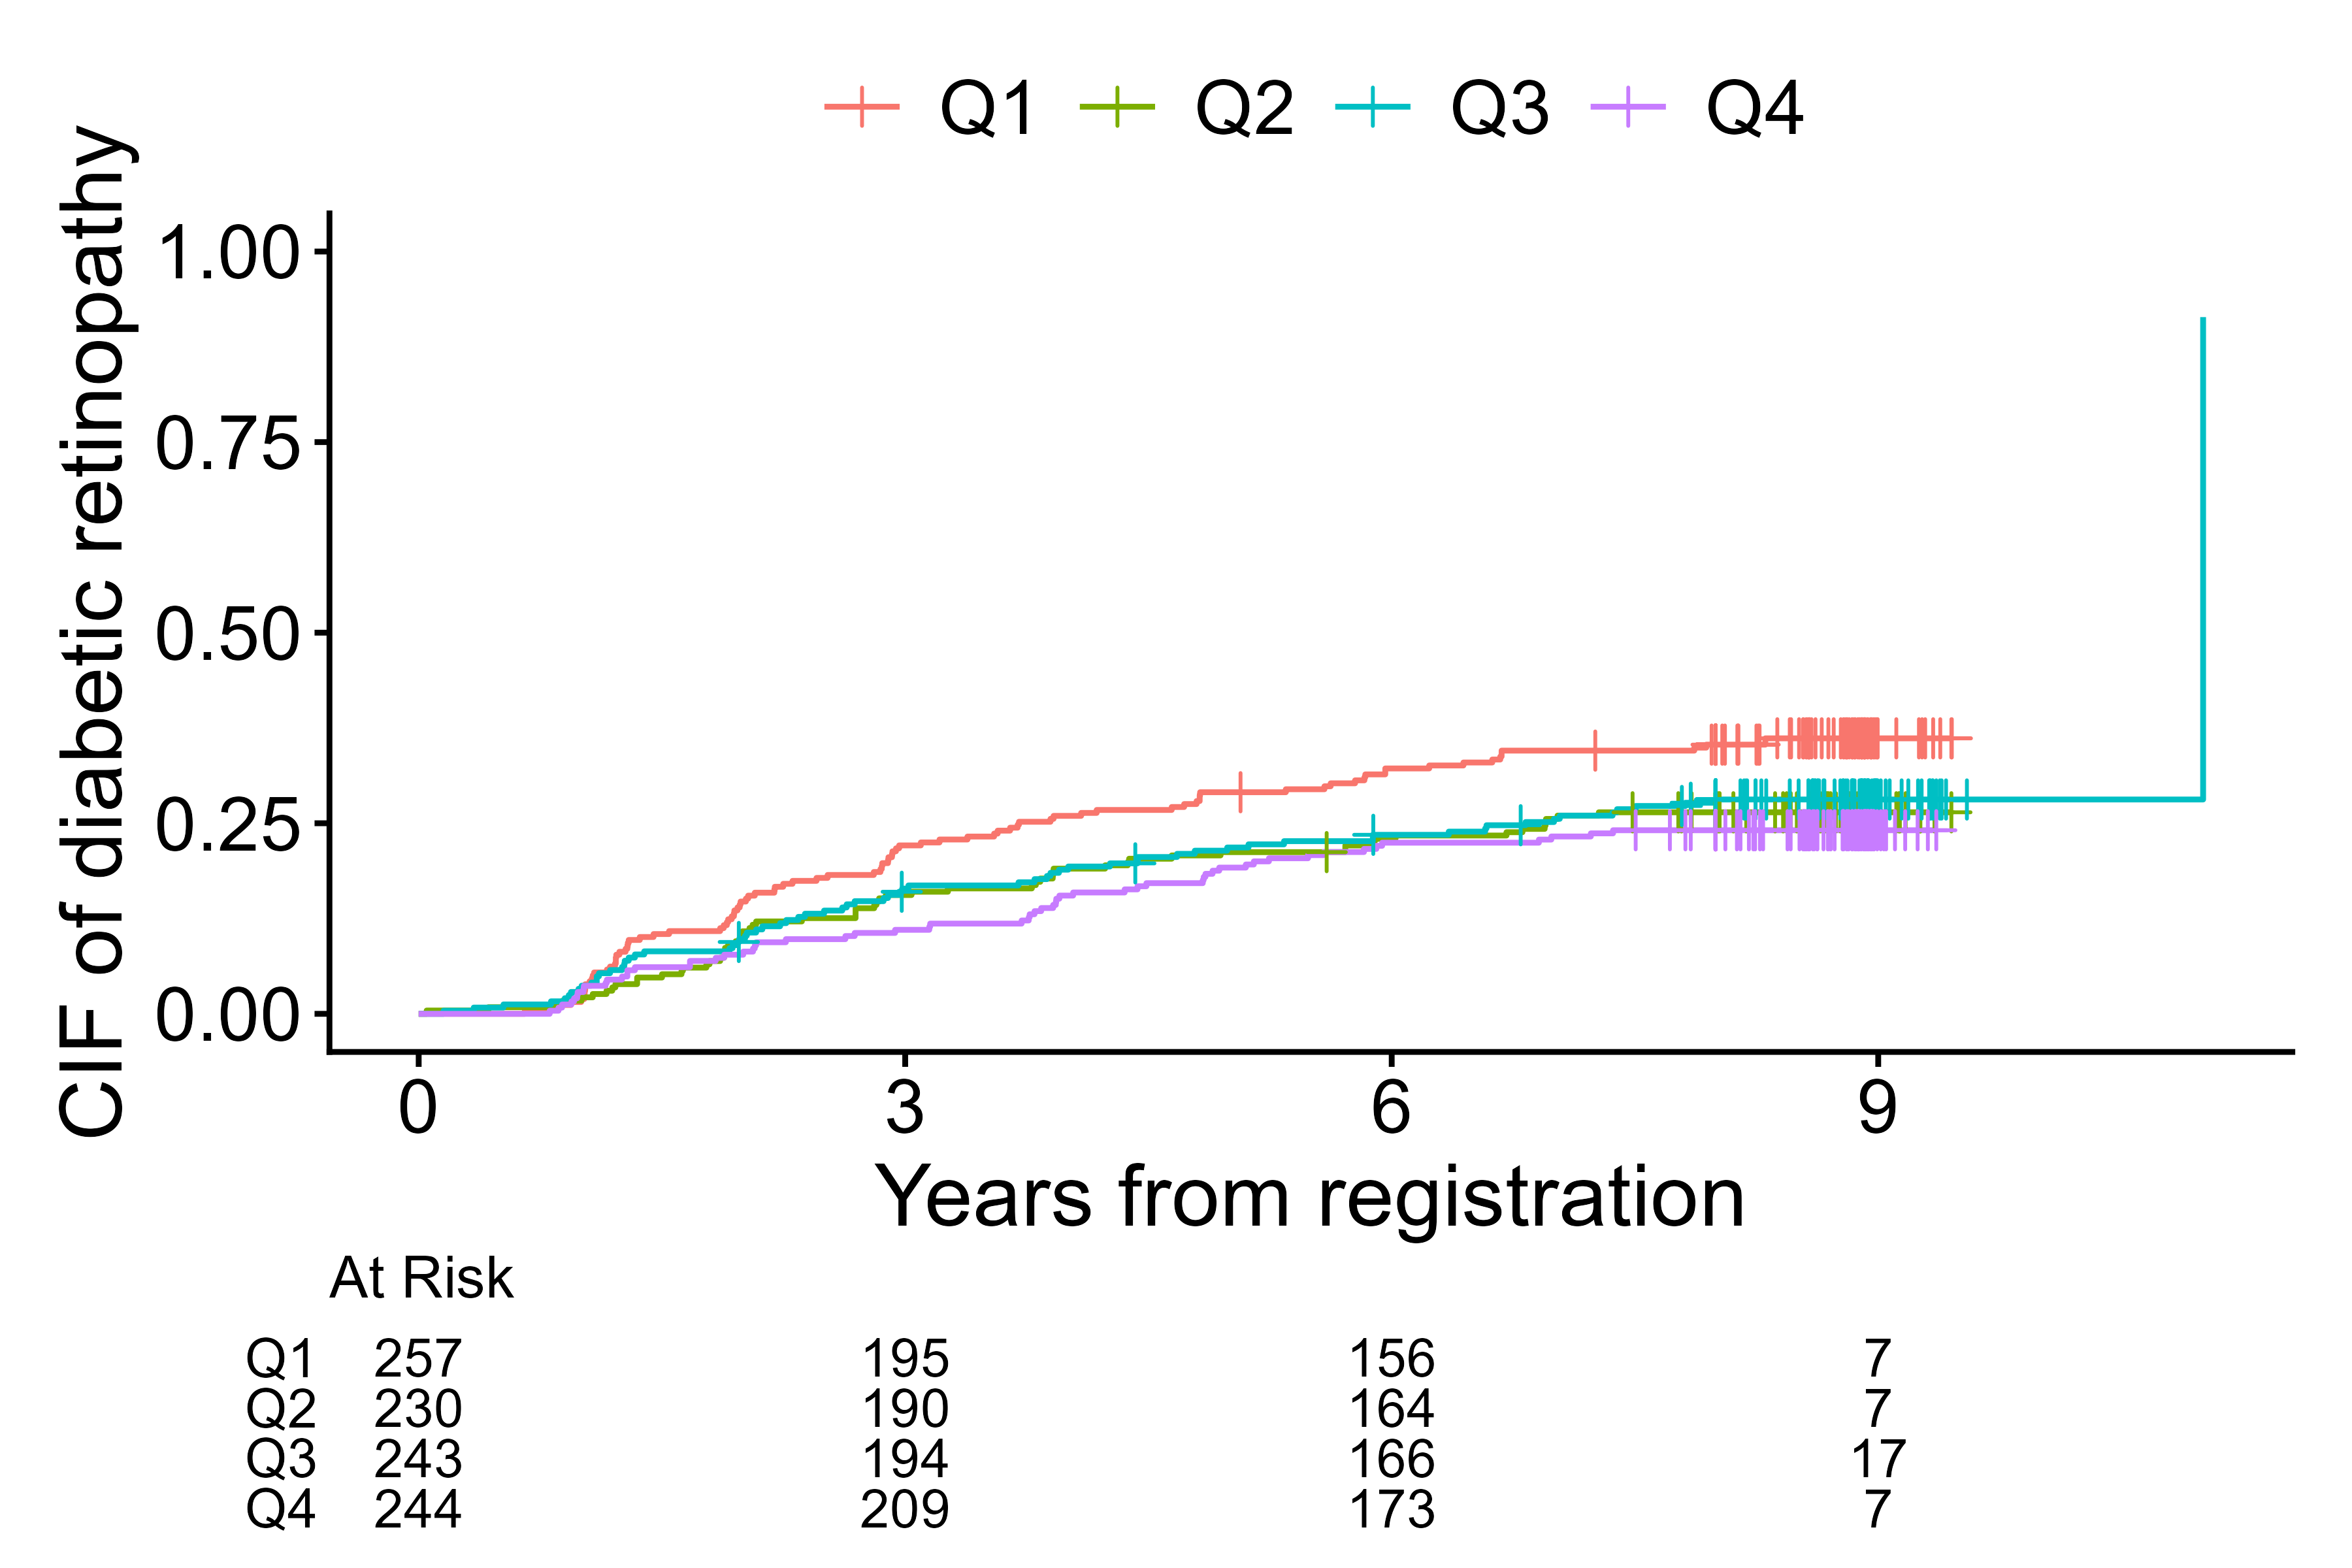 Q1 Q2 Q3 Q4
CIF of diabetic retinopathy
1.00
0.75
0.50
0.25
0.00
0 3 6 9
Years from registration
At Risk
Q1 257 195 156 7
Q2 230 190 164 7
Q3 243 194 166 17
Q4 244 209 173 7